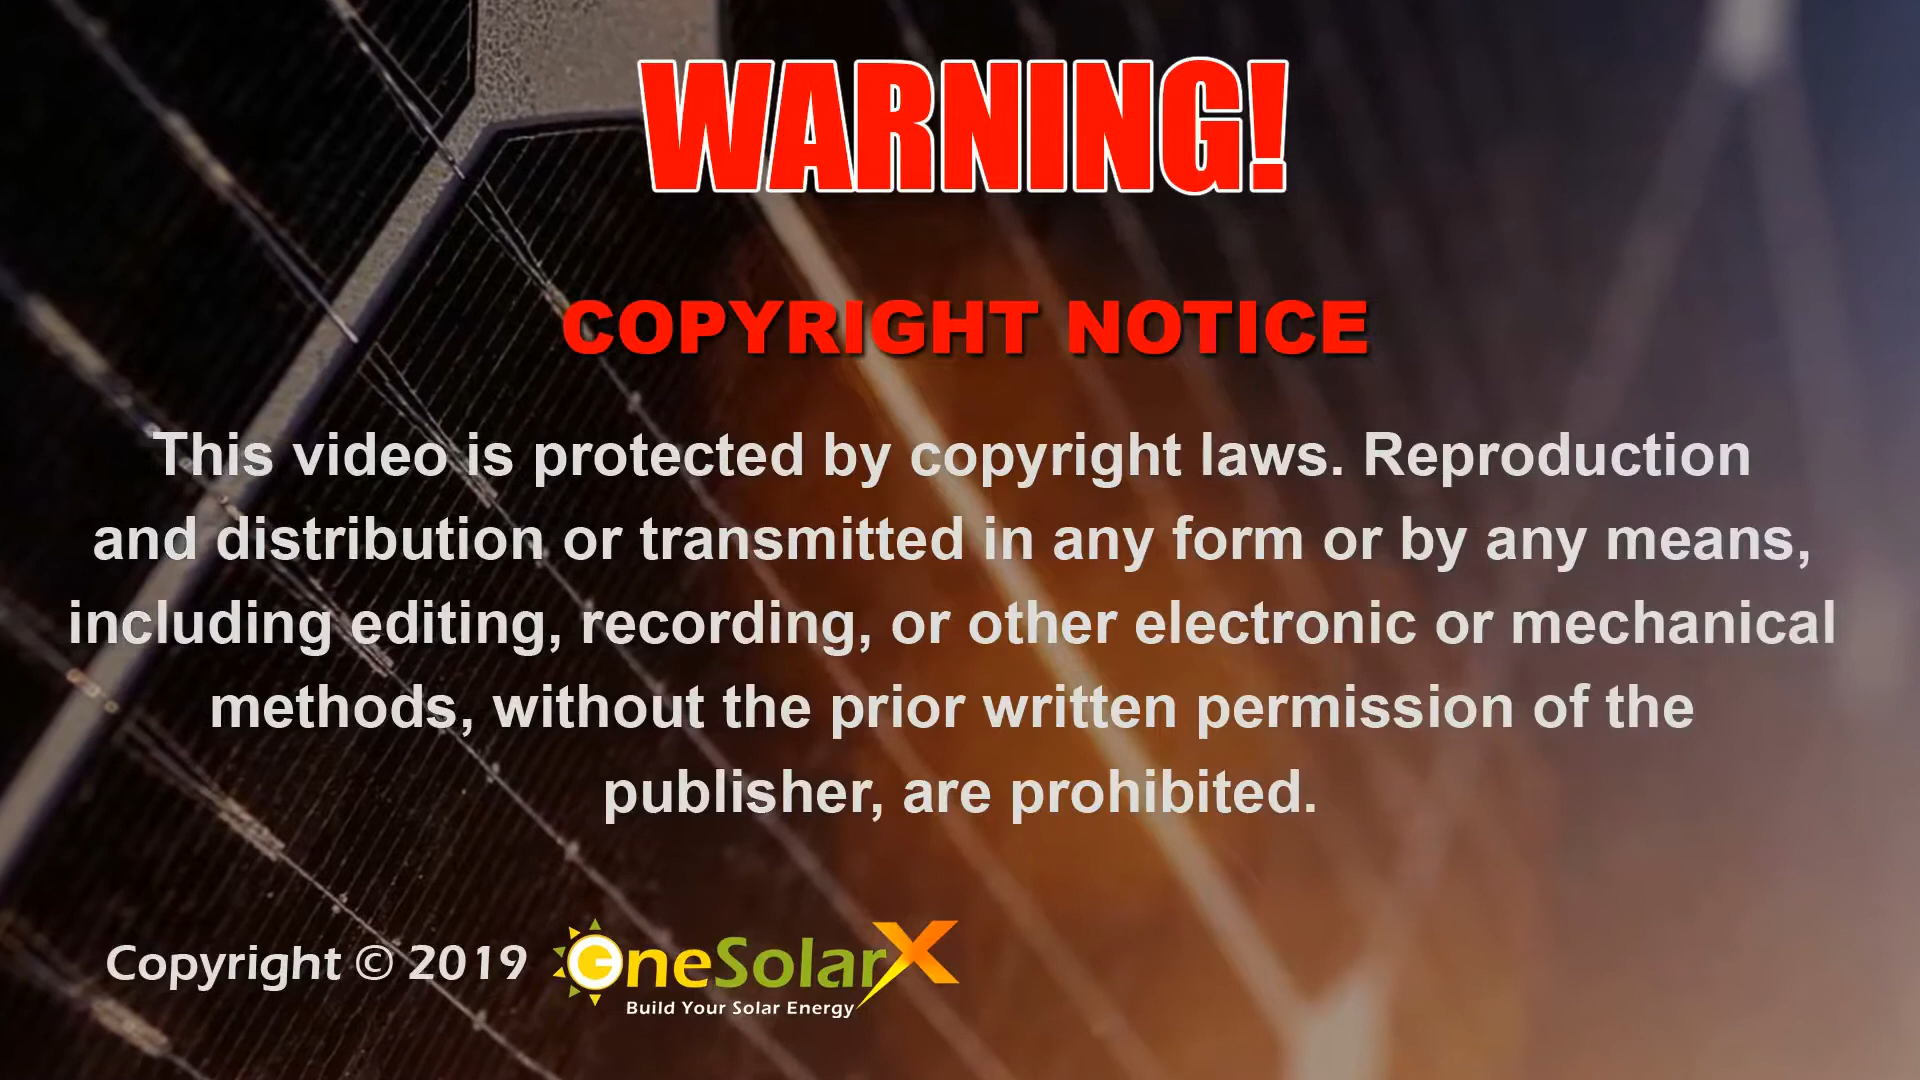 WARNING!
COPYRIGHT NOTICE
This video is protected by copyright laws. Reproduction
and distribution or transmitted in any form or by any means,
including editing, recording, or other electronic or mechanical
methods, without the prior written permission of the
publisher, are prohibited.
Copyright © 2019 OneSolarX
Build Your Solar Energy